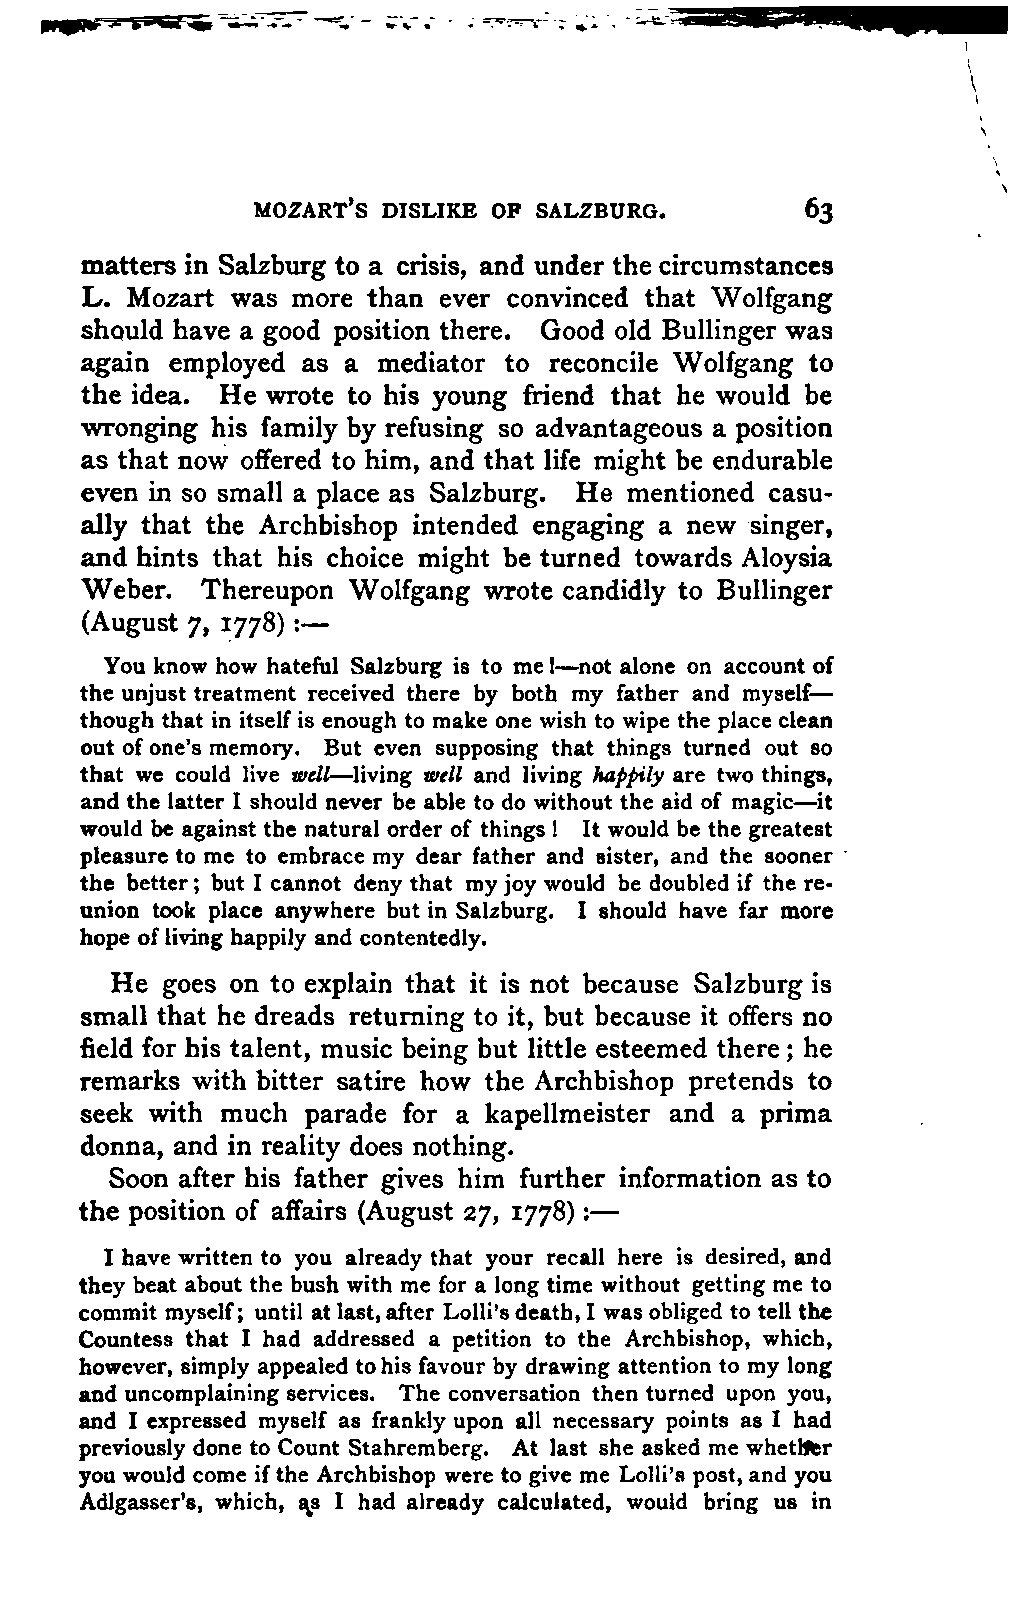 MOZART'S DISLIKE OF SALZBURG. 63
matters in Salzburg to a crisis, and under the circumstances
L. Mozart was more than ever convinced that Wolfgang
should have a good position there. Good old Bullinger was
again employed as a mediator to reconcile Wolfgang to
the idea. He wrote to his young friend that he would be
wronging his family by refusing so advantageous a position
as that now offered to him, and that life might be endurable
even in so small a place as Salzburg. He mentioned casu-
ally that the Archbishop intended engaging a new singer,
and hints that his choice might be turned towards Aloysia
Weber. Thereupon Wolfgang wrote candidly to Bullinger
(August 7, 1778) :—
You know how hateful Salzburg is to me!—not alone on account of
the unjust treatment received there by both my father and myself—
though that in itself is enough to make one wish to wipe the place clean
out of one's memory. But even supposing that things turned out so
that we could live well—living well and living happily are two things,
and the latter I should never be able to do without the aid of magic—it
would be against the natural order of things! It would be the greatest
pleasure to me to embrace my dear father and sister, and the sooner
the better; but I cannot deny that my joy would be doubled if the re-
union took place anywhere but in Salzburg. I should have far more
hope of living happily and contentedly.
He goes on to explain that it is not because Salzburg is
small that he dreads returning to it, but because it offers no
field for his talent, music being but little esteemed there; he
remarks with bitter satire how the Archbishop pretends to
seek with much parade for a kapellmeister and a prima
donna, and in reality does nothing.
Soon after his father gives him further information as to
the position of affairs (August 27, 1778) :—
I have written to you already that your recall here is desired, and
they beat about the bush with me for a long time without getting me to
commit myself; until at last, after Lolli's death, I was obliged to tell the
Countess that I had addressed a petition to the Archbishop, which,
however, simply appealed to his favour by drawing attention to my long
and uncomplaining services. The conversation then turned upon you,
and I expressed myself as frankly upon all necessary points as I had
previously done to Count Stahremberg. At last she asked me whether
you would come if the Archbishop were to give me Lolli's post, and you
Adlgasser's, which, as I had already calculated, would bring us in